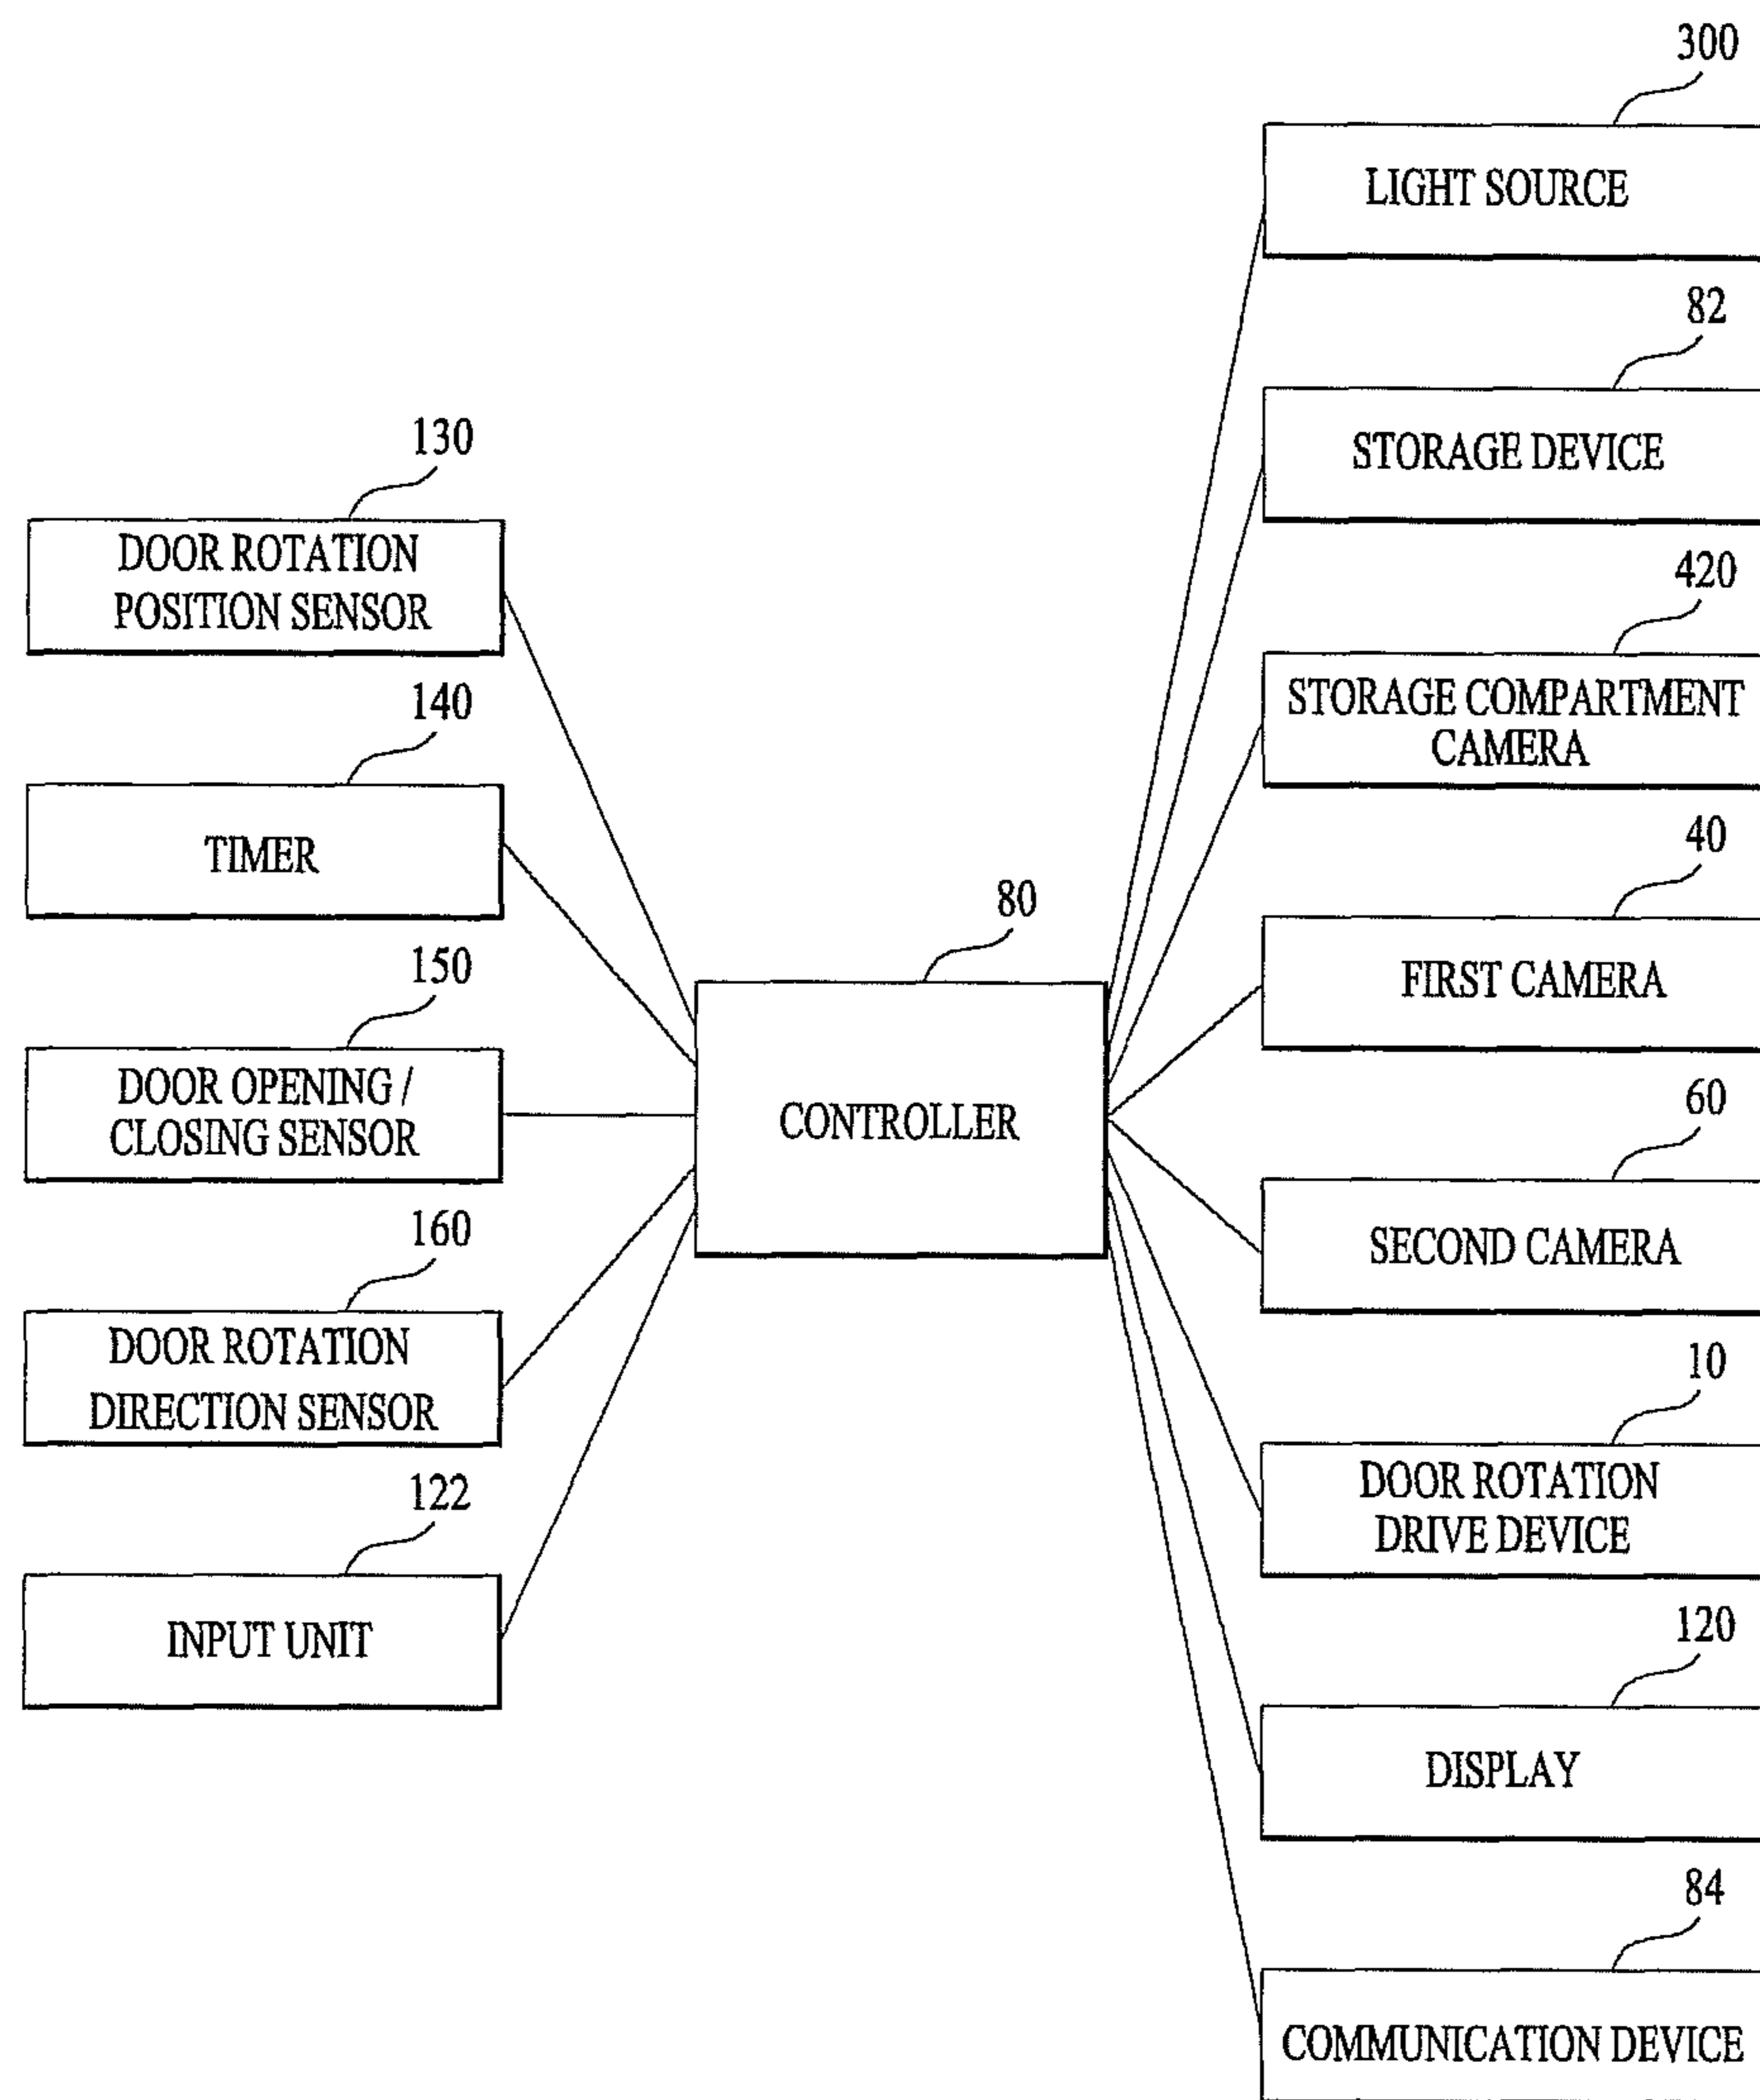 130
DOOR ROTATION
POSITION SENSOR
140
TIMER
150
DOOR OPENING /
CLOSING SENSOR
160
DOOR ROTATION
DIRECTION SENSOR
122
INPUT UNIT
80
CONTROLLER
300
LIGHT SOURCE
82
STORAGE DEVICE
420
STORAGE COMPARTMENT
CAMERA
40
FIRST CAMERA
60
SECOND CAMERA
10
DOOR ROTATION
DRIVE DEVICE
120
DISPLAY
84
COMMUNICATION DEVICE